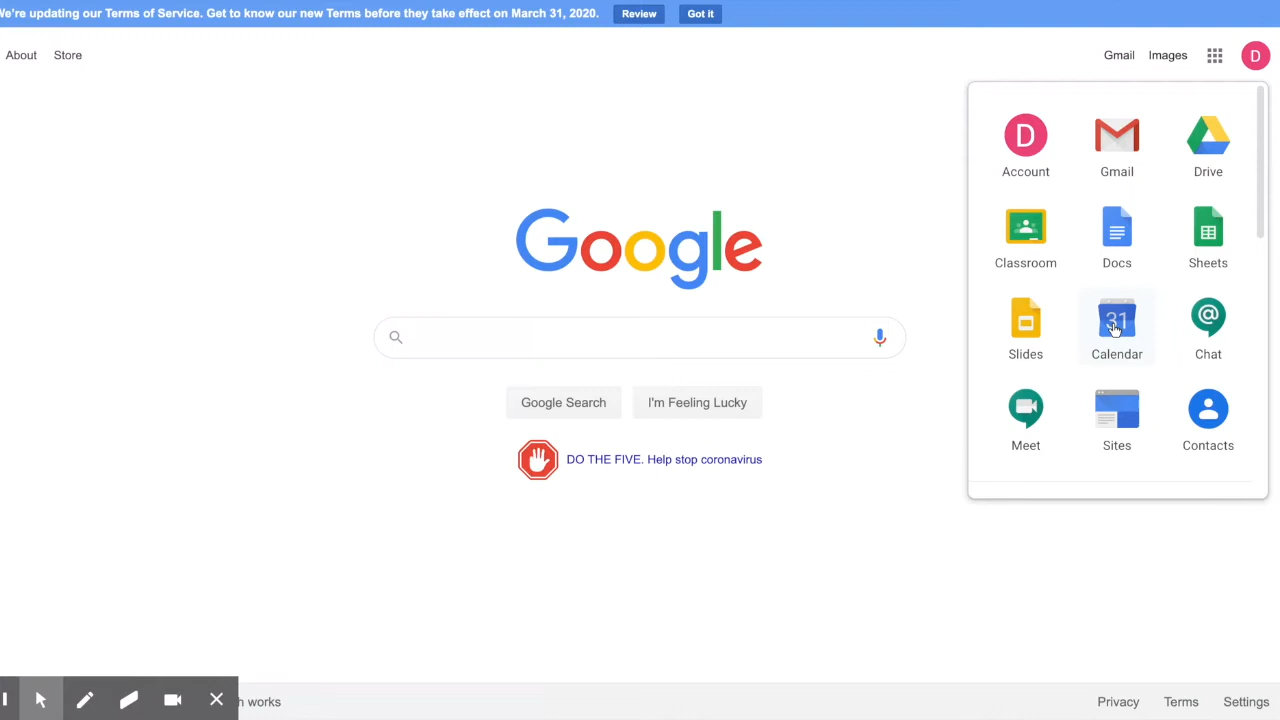 We're updating our Terms of Service. Get to know our new Terms before they take effect on March 31, 2020. Review Got it
About Store Gmail Images D
D
Account Gmail Drive
Classroom Docs Sheets
31
Slides Calendar Chat
Meet Sites Contacts
Google
Google Search I'm Feeling Lucky
DO THE FIVE. Help stop coronavirus
works Privacy Terms Settings